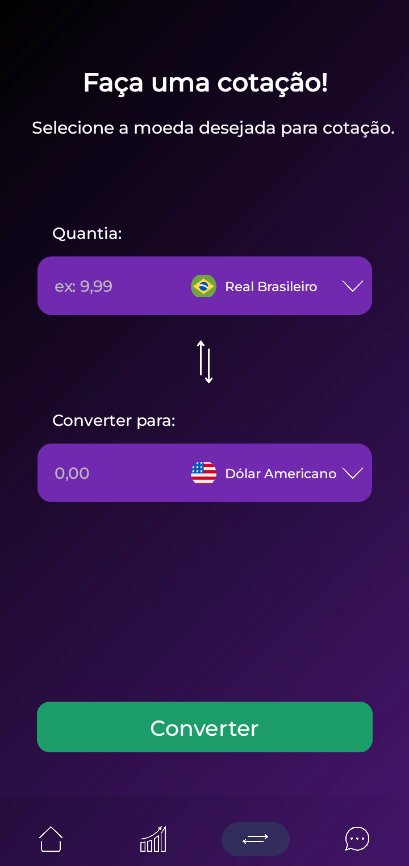 Faça uma cotação!
Selecione a moeda desejada para cotação.
Quantia:
ex: 9,99 Real Brasileiro
Converter para:
0,00 Dólar Americano
Converter